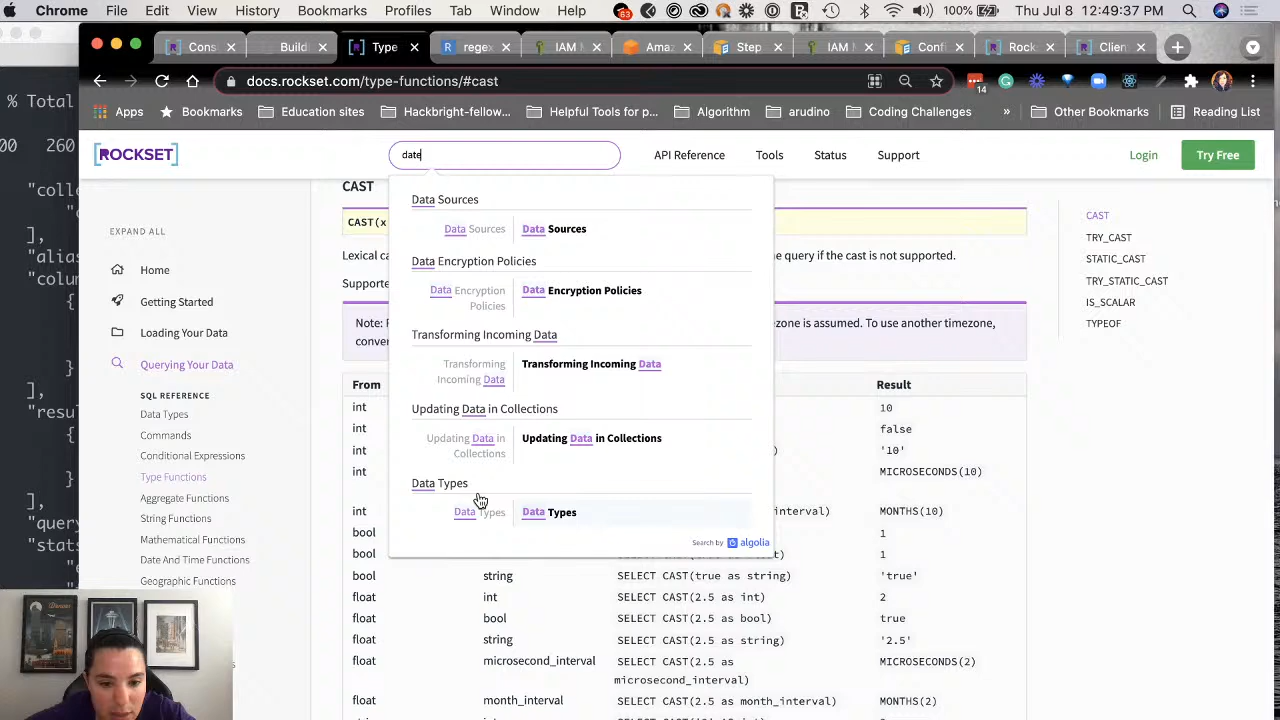 Chrome File Edit View History Bookmarks Profiles Tab Window Help 63 100% Thu Jul 8 12:49:37 PM
Cons Build Type regex IAM M Amaz Step IAM Confi Rock Client
docs.rockset.com/type-functions/#cast
14
Apps Bookmarks Education sites Hackbright-fellow... Helpful Tools for p... Algorithm arudino Coding Challenges » Other Bookmarks Reading List
% Total
00 260
"colle
"c
],
"alias
"colum
{
}
],
"resu
{
}
],
"query
"stats
"e
ROCKSET
date
API Reference Tools Status Support Login Try Free
EXPAND ALL
Home
Getting Started
Loading Your Data
Querying Your Data
SQL REFERENCE
Data Types
Commands
Conditional Expressions
Type Functions
Aggregate Functions
String Functions
Mathematical Functions
Date And Time Functions
Geographic Functions
CAST
CAST(x
Lexical ca
e query if the cast is not supported.
Supporte
Note:
zone is assumed. To use another timezone,
conver
Data Sources
Data Sources Data Sources
Data Encryption Policies
Data Encryption Policies Data Encryption Policies
Transforming Incoming Data
Transforming Incoming Data Transforming Incoming Data
Updating Data in Collections
Updating Data in Collections Updating Data in Collections
Data Types
Data Types Data Types
Search by algolia
From Result
int 10
int false
int '10'
int MICROSECONDS(10)
int nterval) MONTHS(10)
bool 1
bool 1
bool string SELECT CAST(true as string) 'true'
float int SELECT CAST(2.5 as int) 2
float bool SELECT CAST(2.5 as bool) true
float string SELECT CAST(2.5 as string) '2.5'
float microsecond_interval SELECT CAST(2.5 as MICROSECONDS(2)
microsecond_interval)
float month_interval SELECT CAST(2.5 as month_interval) MONTHS(2)
CAST
TRY_CAST
STATIC_CAST
TRY_STATIC_CAST
IS_SCALAR
TYPEOF